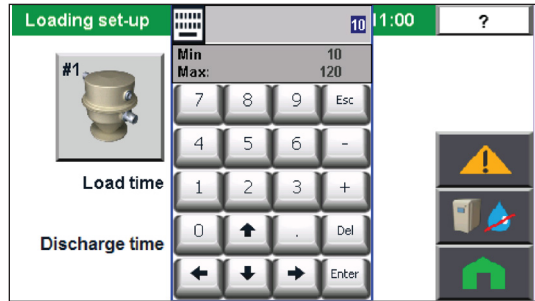 Loading set-up
10
11:00
?
Min 10
Max: 120
#1
7 8 9 Esc
4 5 6 -
Load time
1 2 3 +
0 . Del
Discharge time
Enter